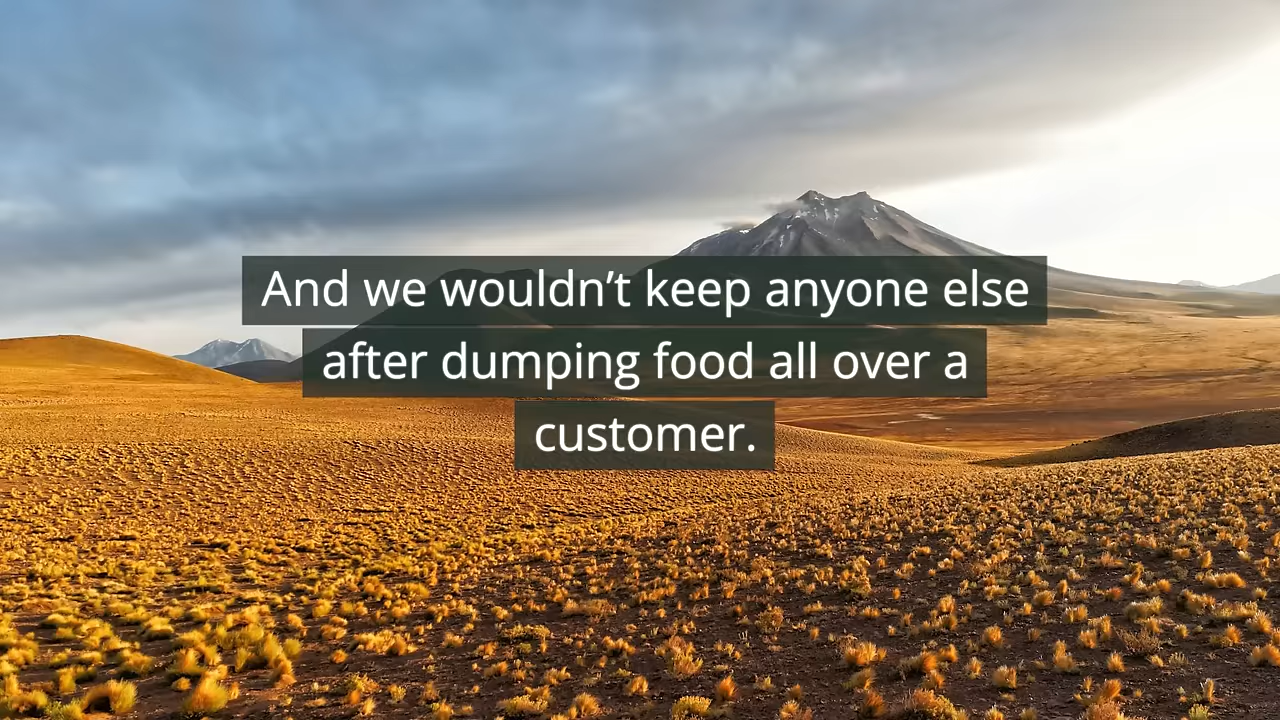 And we wouldn’t keep anyone else
after dumping food all over a
customer.